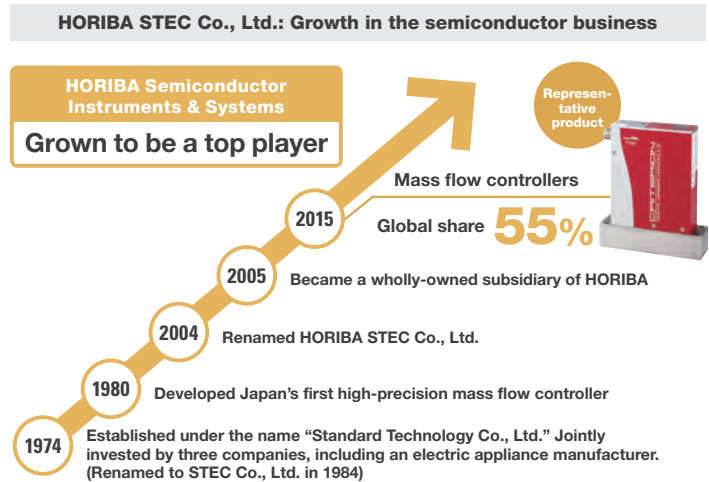 HORIBA STEC Co., Ltd.: Growth in the semiconductor business
HORIBA Semiconductor
Instruments & Systems
Grown to be a top player
Represen-
tative
product
CRITERION
Mass flow controllers
2015
Global share 55%
2005
Became a wholly-owned subsidiary of HORIBA
2004
Renamed HORIBA STEC Co., Ltd.
1980
Developed Japan's first high-precision mass flow controller
1974
Established under the name “Standard Technology Co., Ltd.” Jointly
invested by three companies, including an electric appliance manufacturer.
(Renamed to STEC Co., Ltd. in 1984)